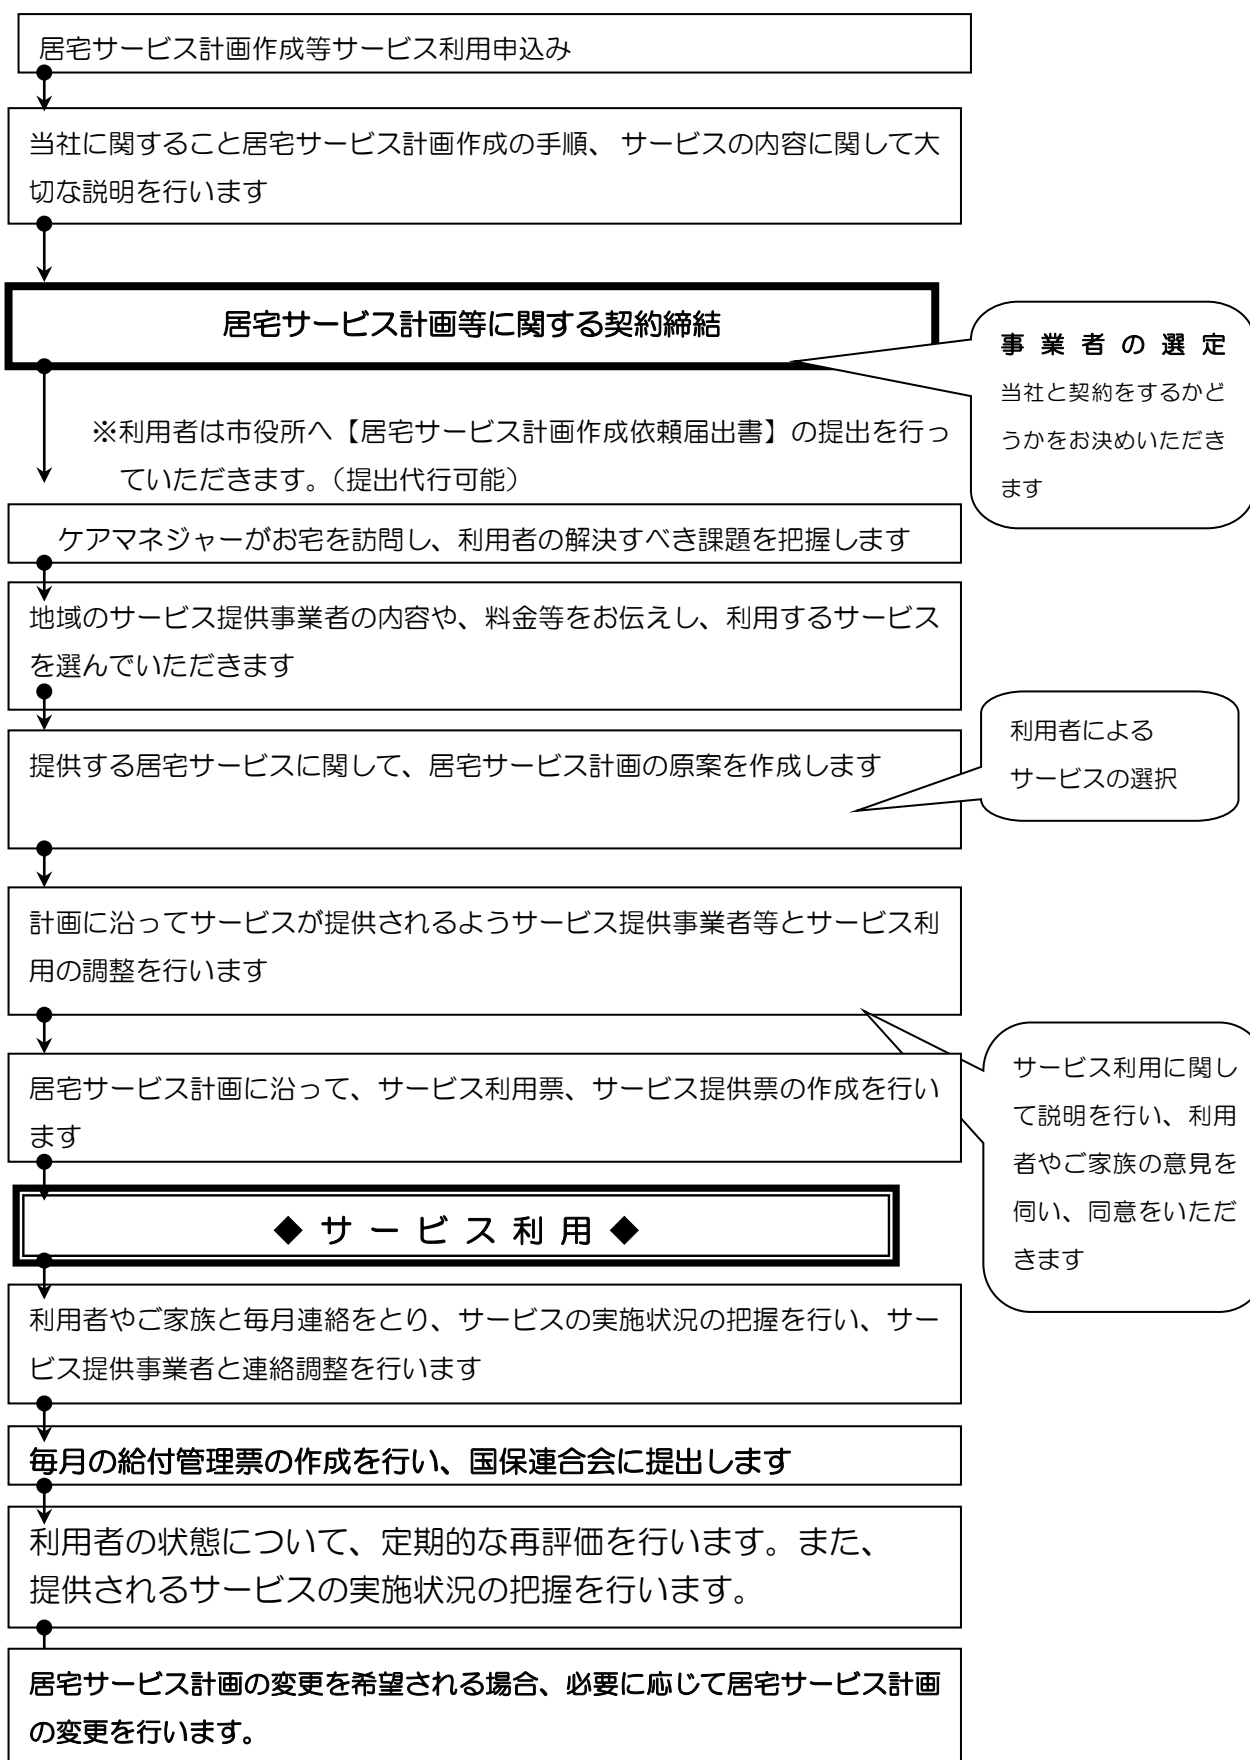 居宅サービス計画作成等サービス利用申込み
当社に関すること居宅サービス計画作成の手順、 サービスの内容に関して大
切な説明を行います
居宅サービス計画等に関する契約締結
事業者の選定
当社と契約をするかど
うかをお決めいただき
ます
※利用者は市役所へ【居宅サービス計画作成依頼届出書】の提出を行っ
ていただきます。（提出代行可能）
ケアマネジャーがお宅を訪問し、利用者の解決すべき課題を把握します
地域のサービス提供事業者の内容や、料金等をお伝えし、利用するサービス
を選んでいただきます
利用者による
サービスの選択
提供する居宅サービスに関して、居宅サービス計画の原案を作成します
計画に沿ってサービスが提供されるようサービス提供事業者等とサービス利
用の調整を行います
サービス利用に関し
て説明を行い、利用
者やご家族の意見を
伺い、同意をいただ
きます
居宅サービス計画に沿って、サービス利用票、サービス提供票の作成を行い
ます
◆サービス利用◆
利用者やご家族と毎月連絡をとり、サービスの実施状況の把握を行い、サー
ビス提供事業者と連絡調整を行います
毎月の給付管理票の作成を行い、国保連合会に提出します
利用者の状態について、定期的な再評価を行います。また、
提供されるサービスの実施状況の把握を行います。
居宅サービス計画の変更を希望される場合、必要に応じて居宅サービス計画
の変更を行います。